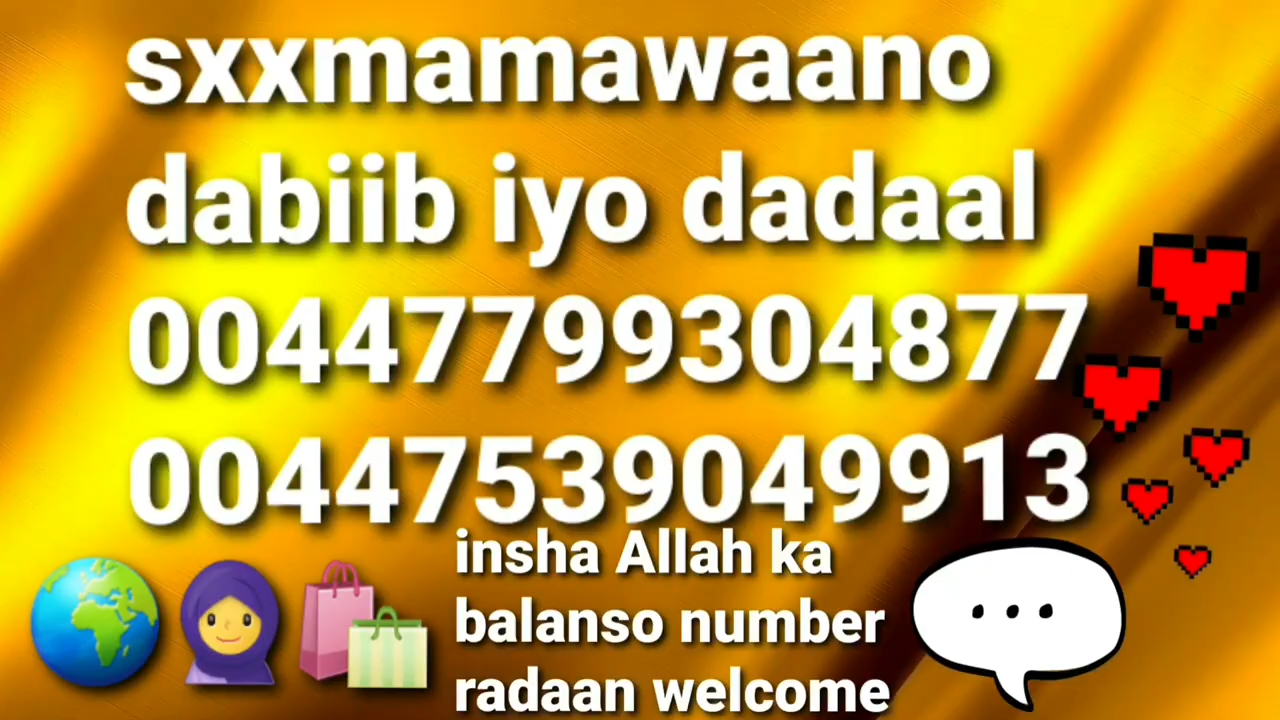 sxxmamawaano
dabiib iyo dadaal
00447799304877
00447539049913
insha Allah ka
balanso number
radaan welcome